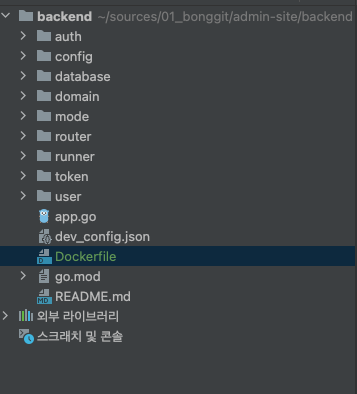 backend ~/sources/01_bonggit/admin-site/backend
auth
config
database
domain
mode
router
runner
token
user
app.go
dev_config.json
Dockerfile
go.mod
README.md
외부 라이브러리
스크래치 및 콘솔